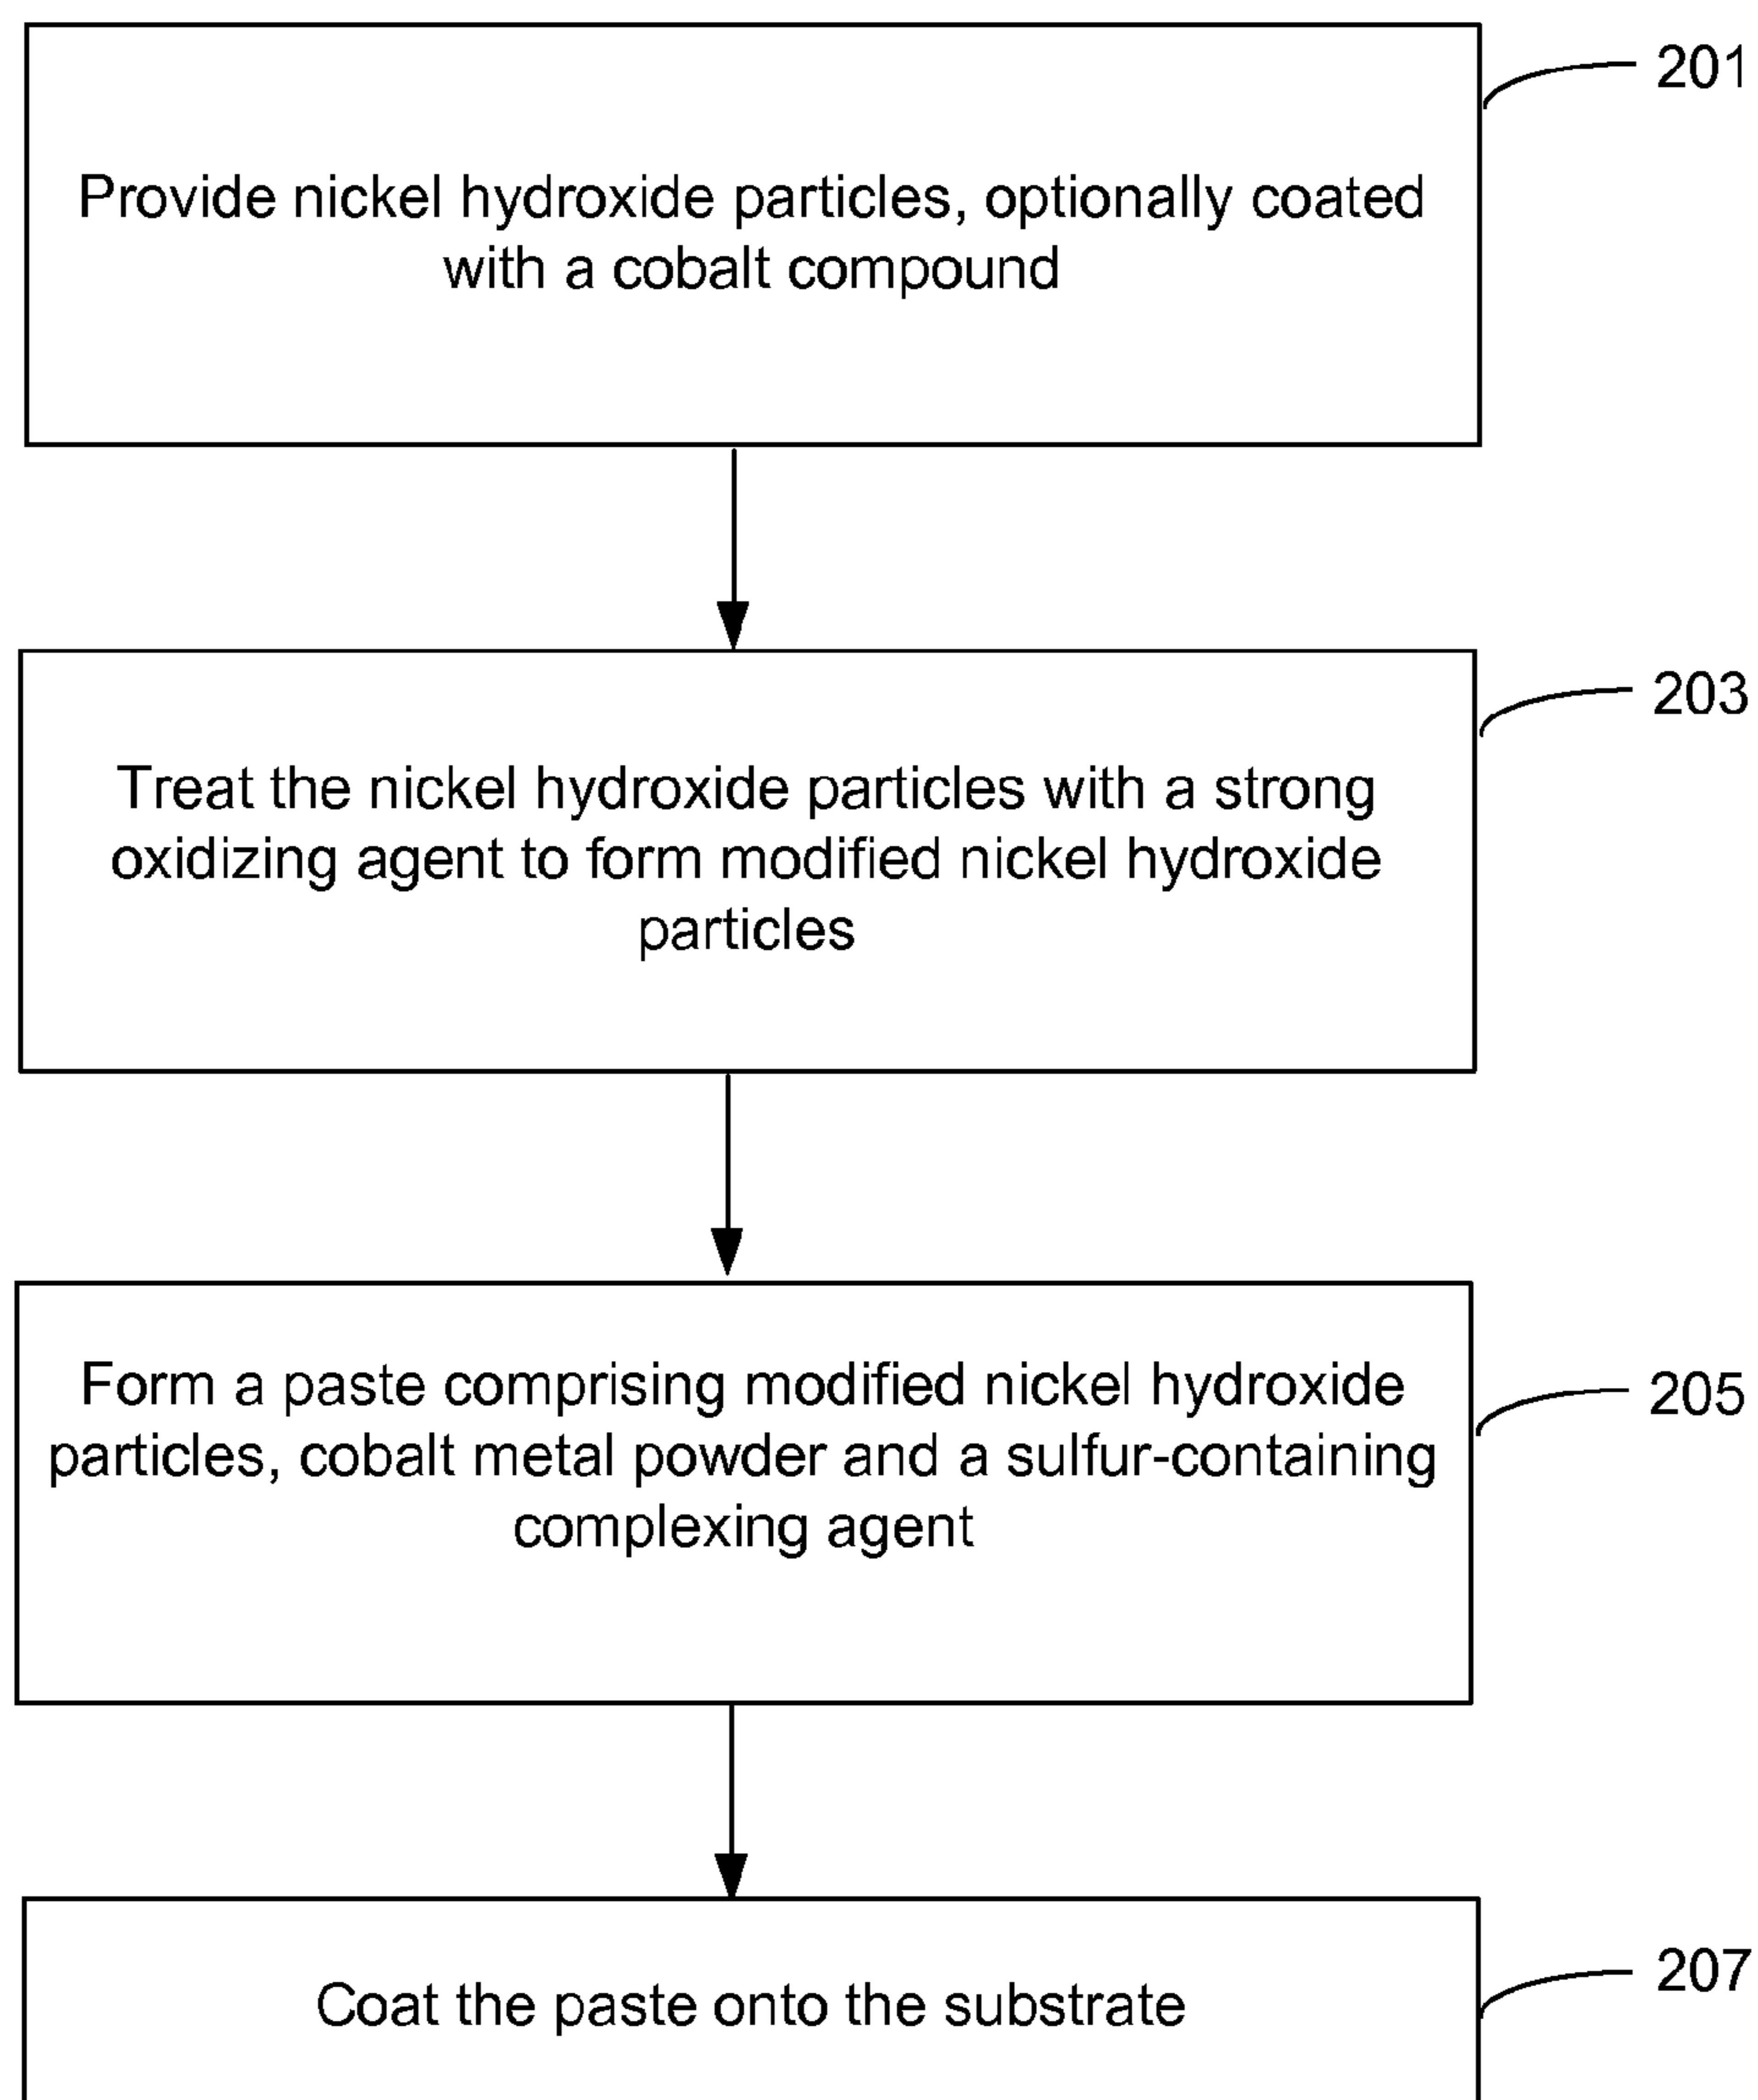 201
Provide nickel hydroxide particles, optionally coated
with a cobalt compound
203
Treat the nickel hydroxide particles with a strong
oxidizing agent to form modified nickel hydroxide
particles
205
Form a paste comprising modified nickel hydroxide
particles, cobalt metal powder and a sulfur-containing
complexing agent
207
Coat the paste onto the substrate